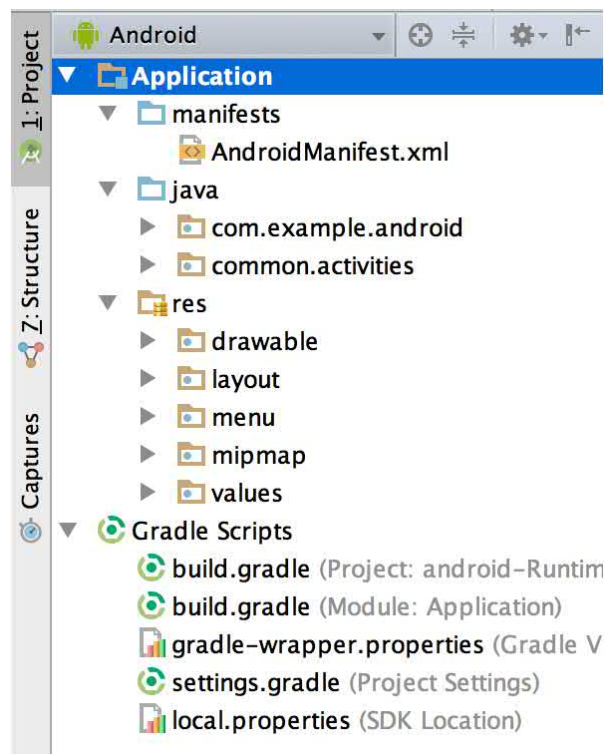 Android
1: Project
Application
manifests
AndroidManifest.xml
java
com.example.android
common.activities
7: Structure
res
drawable
layout
menu
mipmap
values
Captures
Gradle Scripts
build.gradle (Project: android-Runtim
build.gradle (Module: Application)
gradle-wrapper.properties (Gradle V
settings.gradle (Project Settings)
local.properties (SDK Location)